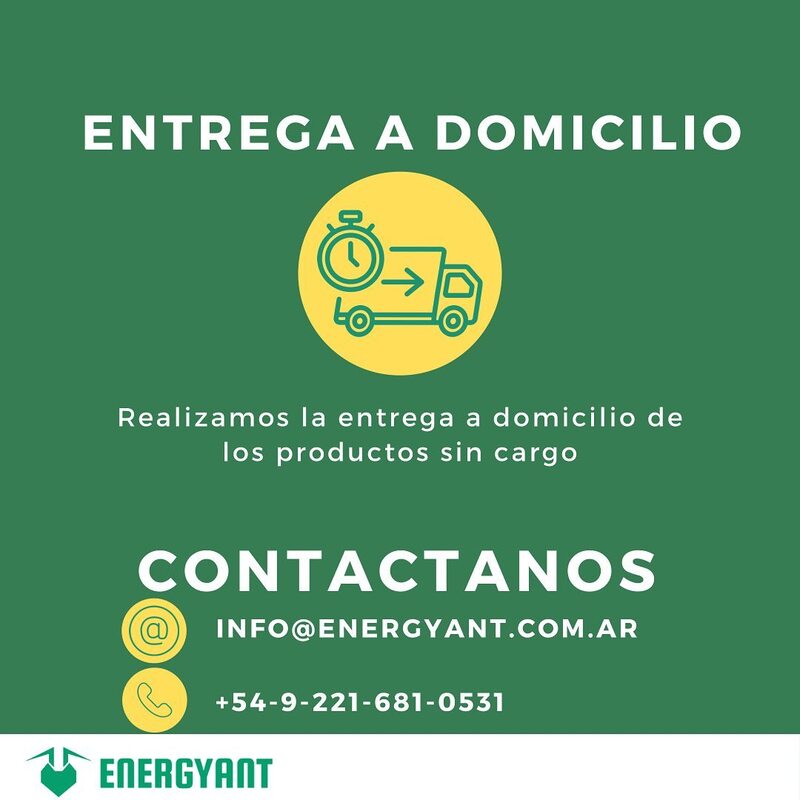 ENTREGA A DOMICILIO
Realizamos la entrega a domicilio de
los productos sin cargo
CONTACTANOS
@
INFO@ENERGYANT.COM.AR
+54-9-221-681-0531
ENERGYANT